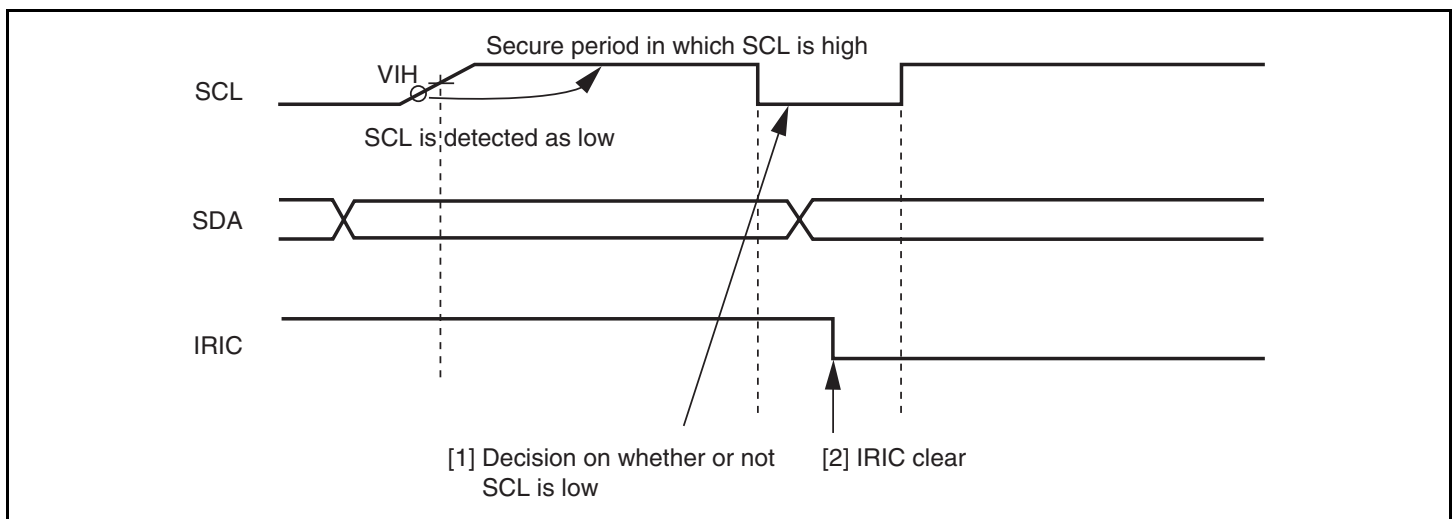 Secure period in which SCL is high
VIH
SCL
SCL is detected as low
SDA
IRIC
[1] Decision on whether or not
SCL is low
[2] IRIC clear